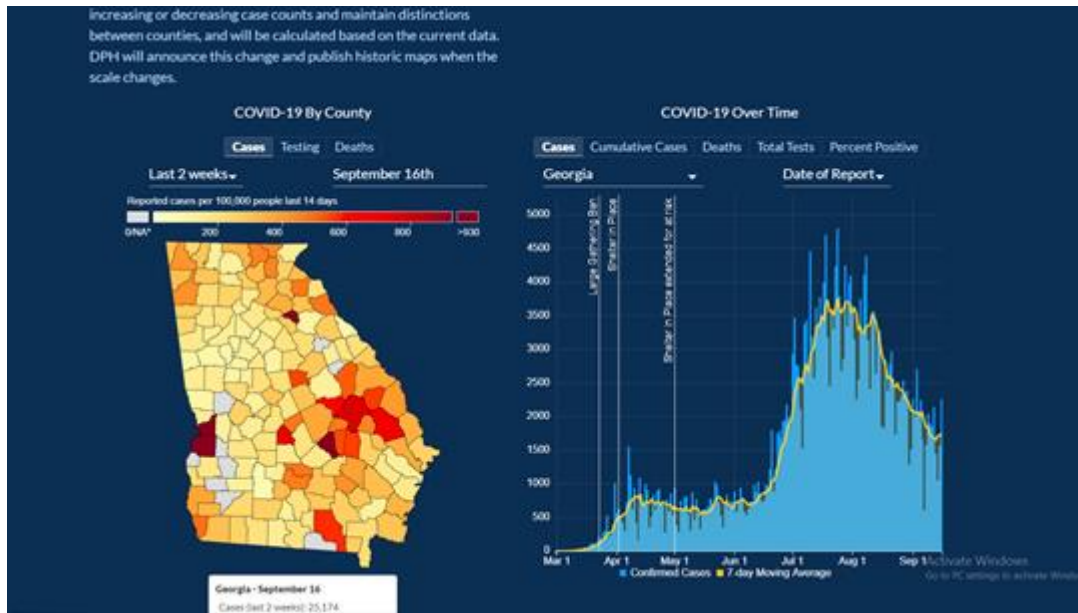 increasing or decreasing case counts and maintain distinctions
between counties, and will be calculated based on the current data.
DPH will announce this change and publish historic maps when the
scale changes.
COVID-19 By County
Cases Testing Deaths
Last 2 weeks
September 16th
Reported cases per 100,000 people last 14 days
0/NA*
200
400
600
800
Georgia - September 16
Cases (last 2 weeks): 25,174
COVID-19 Over Time
Cases Cumulative Cases Deaths Total Tests Percent Positive
Georgia
Date of Report
Large Gathering Ban
Shelter in Place
Shelter in Place extended for at risk
5000
4500
4000
3500
3000
2500
2000
1500
1000
500
0
Mar 1
Apr 1
May 1
Jun 1
Jul 1
Aug 1
Sep 1
Confirmed Cases 7-day Moving Average
Activate Windows
Go to PC settings to activate